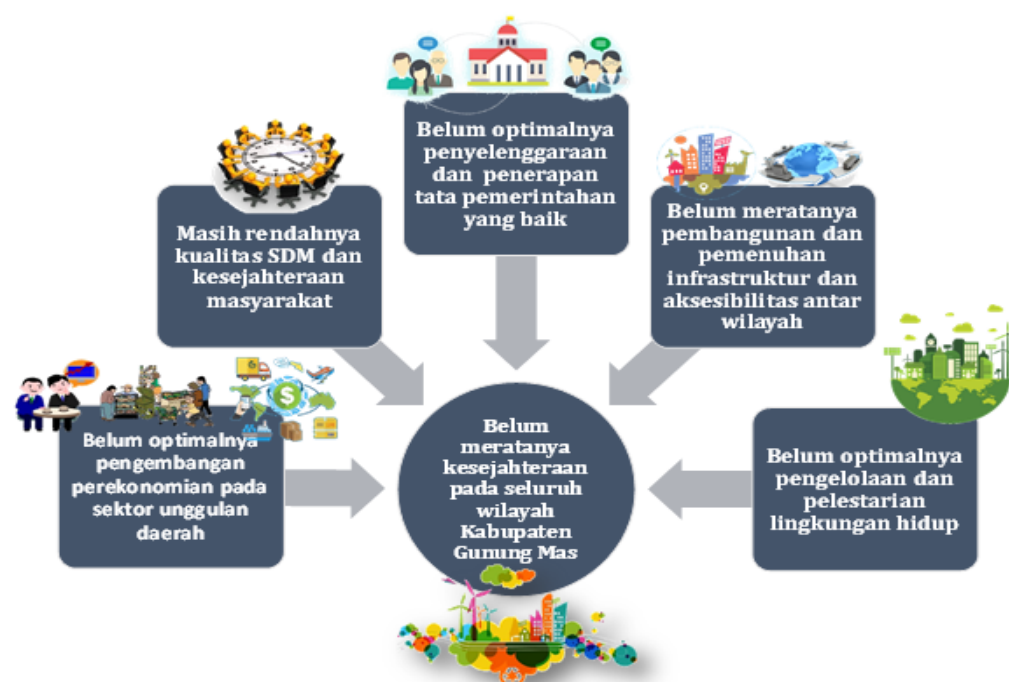 Belum optimalnya
penyelenggaraan
dan penerapan
tata pemerintahan
yang baik
Masih rendahnya
kualitas SDM dan
kesejahteraan
masyarakat
Belum meratanya
pembangunan dan
pemenuhan
infrastruktur dan
aksesibilitas antar
wilayah
Belum optimalnya
pengembangan
perekonomian pada
sektor unggulan
daerah
Belum
meratanya
kesejahteraan
pada seluruh
wilayah
Kabupaten
Gunung Mas
Belum optimalnya
pengelolaan dan
pelestarian
lingkungan hidup